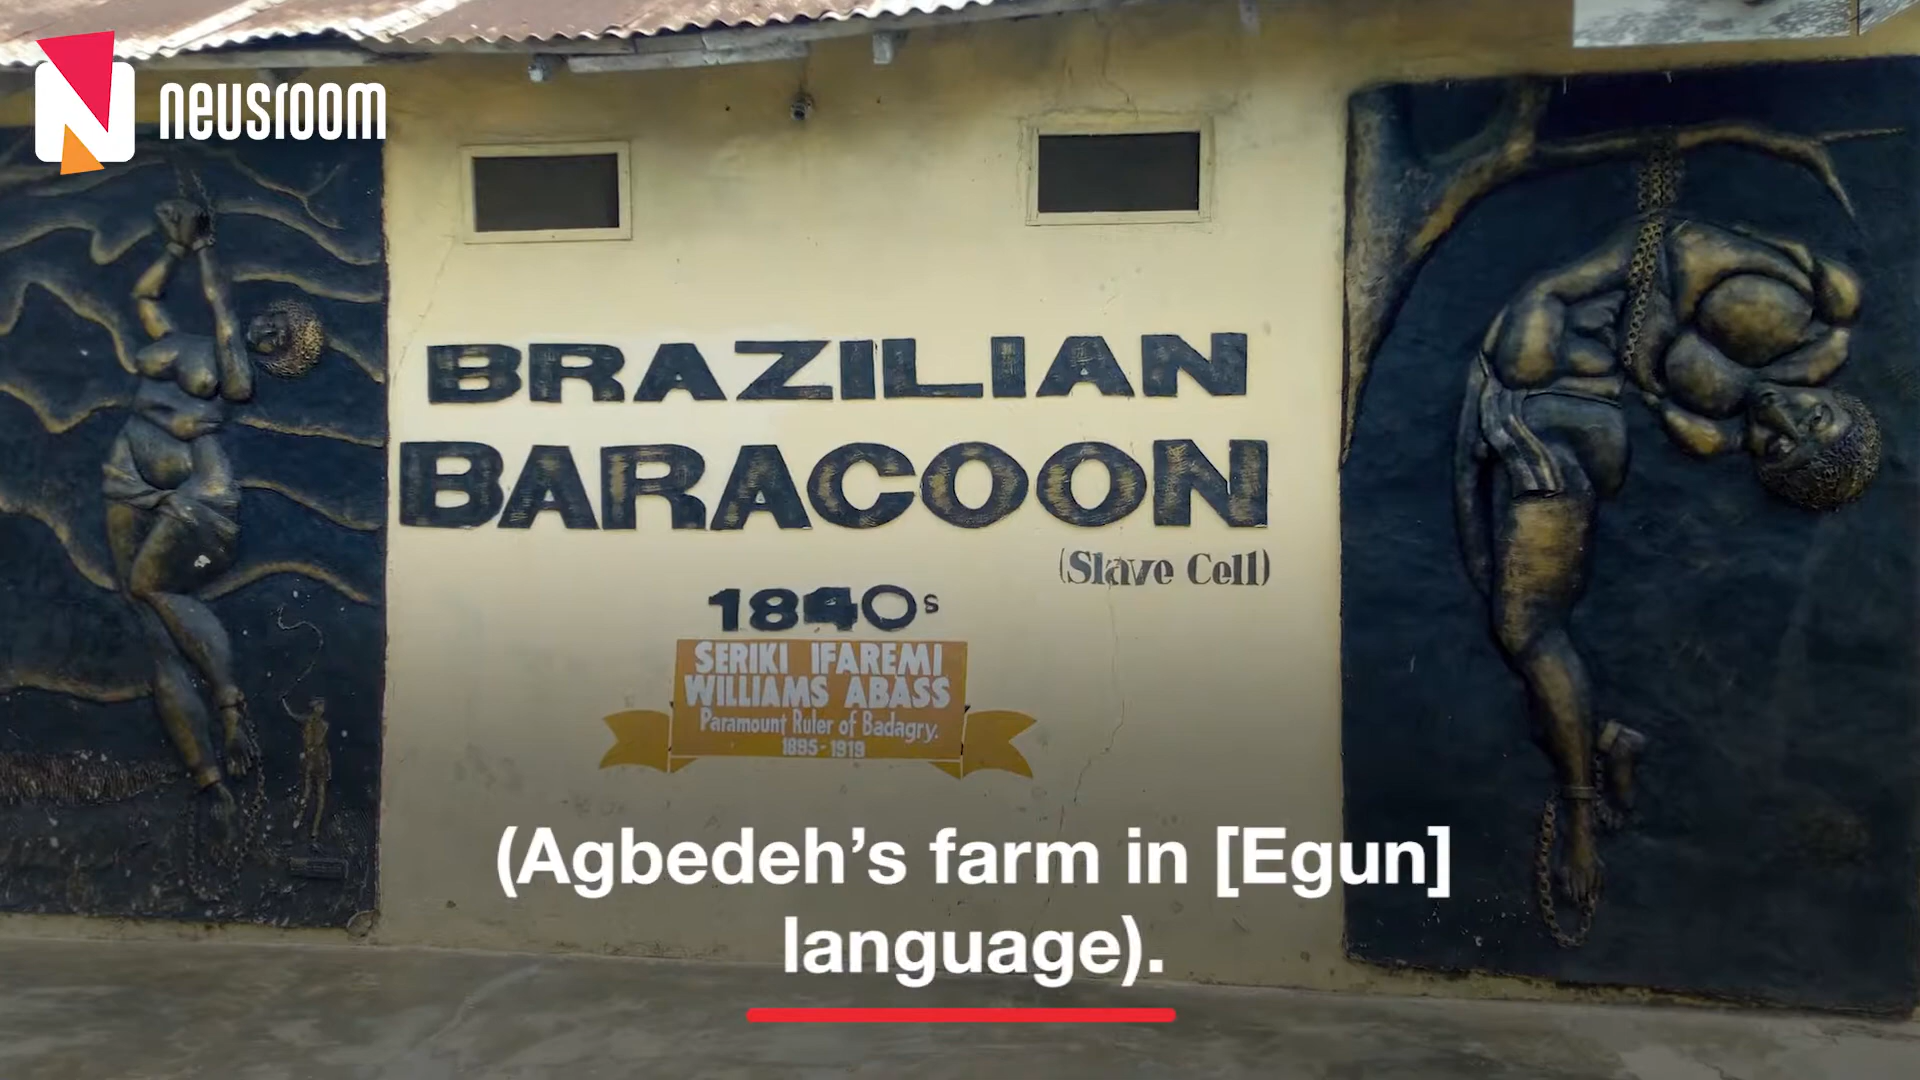 neusroom
BRAZILIAN
BARACOON
(Slave Cell)
1840s
SERIKI IFAREMI
WILLIAMS ABASS
Paramount Ruler of Badagry.
1895-1919
(Agbedeh’s farm in [Egun]
language).